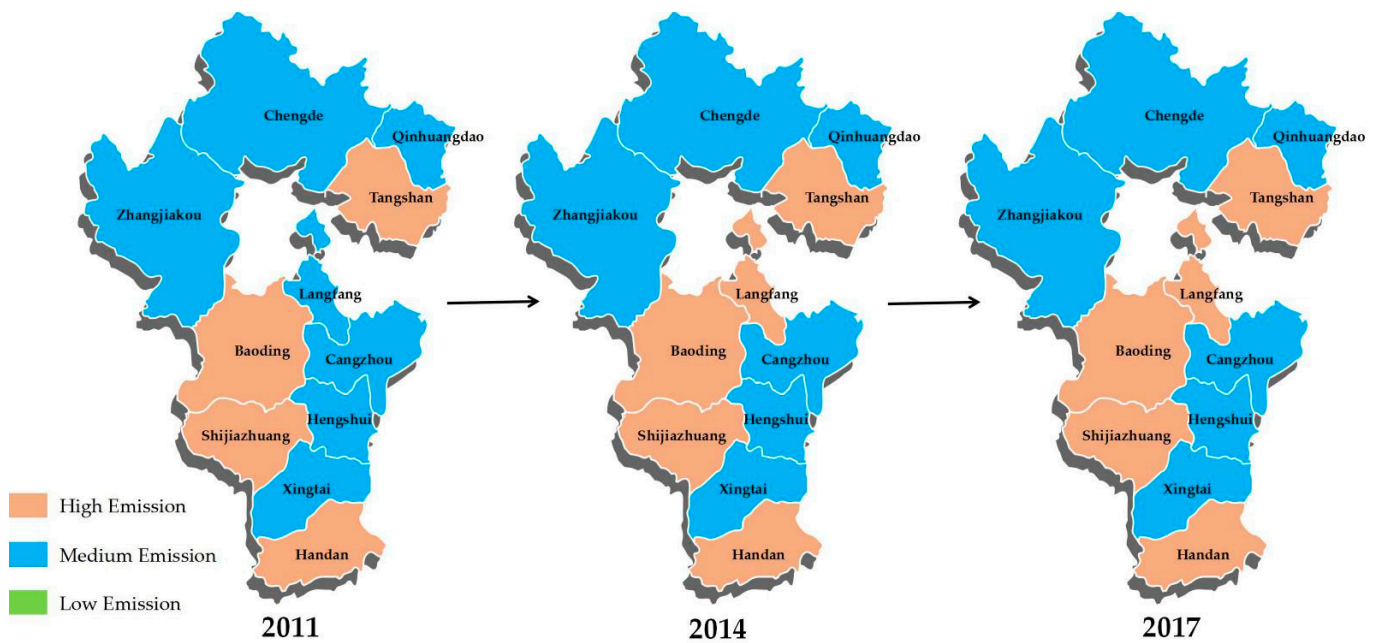 Chengde
Qinhuangdao
Tangshan
Zhangjiakou
Langfang
Baoding
Cangzhou
Hengshui
Shijiazhuang
Xingtai
Handan
2011
Chengde
Qinhuangdao
Tangshan
Zhangjiakou
Langfang
Baoding
Cangzhou
Hengshui
Shijiazhuang
Xingtai
Handan
2014
Chengde
Qinhuangdao
Tangshan
Zhangjiakou
Langfang
Baoding
Cangzhou
Hengshui
Shijiazhuang
Xingtai
Handan
2017
High Emission
Medium Emission
Low Emission